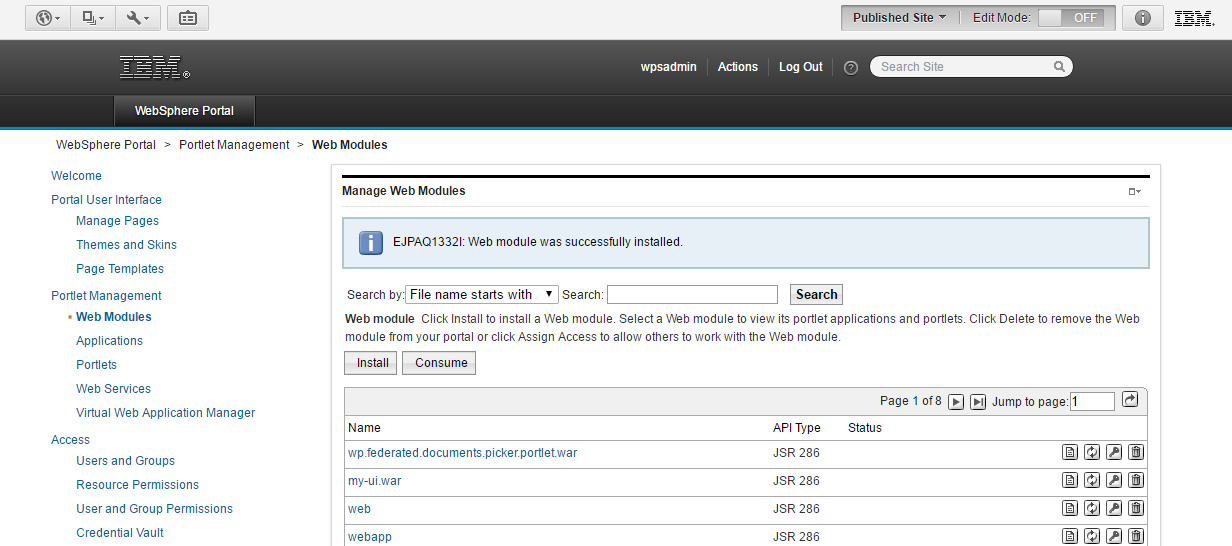 Published Site Edit Mode: OFF IBM.
IBM®
wpsadmin Actions Log Out ? Search Site
WebSphere Portal
WebSphere Portal > Portlet Management > Web Modules
Welcome
Portal User Interface
Manage Pages
Themes and Skins
Page Templates
Portlet Management
Web Modules
Applications
Portlets
Web Services
Virtual Web Application Manager
Access
Users and Groups
Resource Permissions
User and Group Permissions
Credential Vault
Manage Web Modules
EJPAQ1332I: Web module was successfully installed.
Search by: File name starts with Search: Search
Web module Click Install to install a Web module. Select a Web module to view its portlet applications and portlets. Click Delete to remove the Web
module from your portal or click Assign Access to allow others to work with the Web module.
Install Consume
Page 1 of 8 Jump to page: 1
Name API Type Status
wp.federated.documents.picker.portlet.war JSR 286
my-ui.war JSR 286
web JSR 286
webapp JSR 286